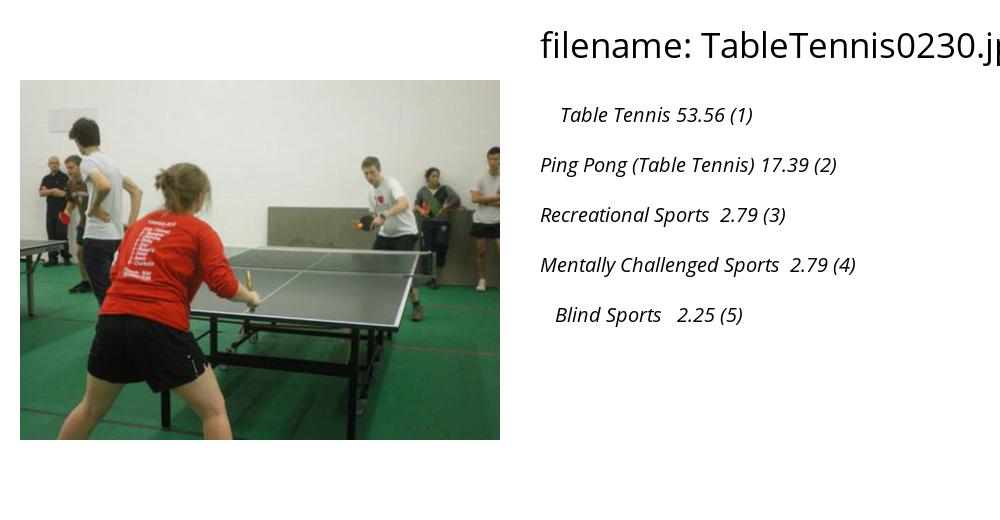 filename: TableTennis0230.jp
Table Tennis 53.56 (1)
Ping Pong (Table Tennis) 17.39 (2)
Recreational Sports 2.79 (3)
Mentally Challenged Sports 2.79 (4)
Blind Sports 2.25 (5)